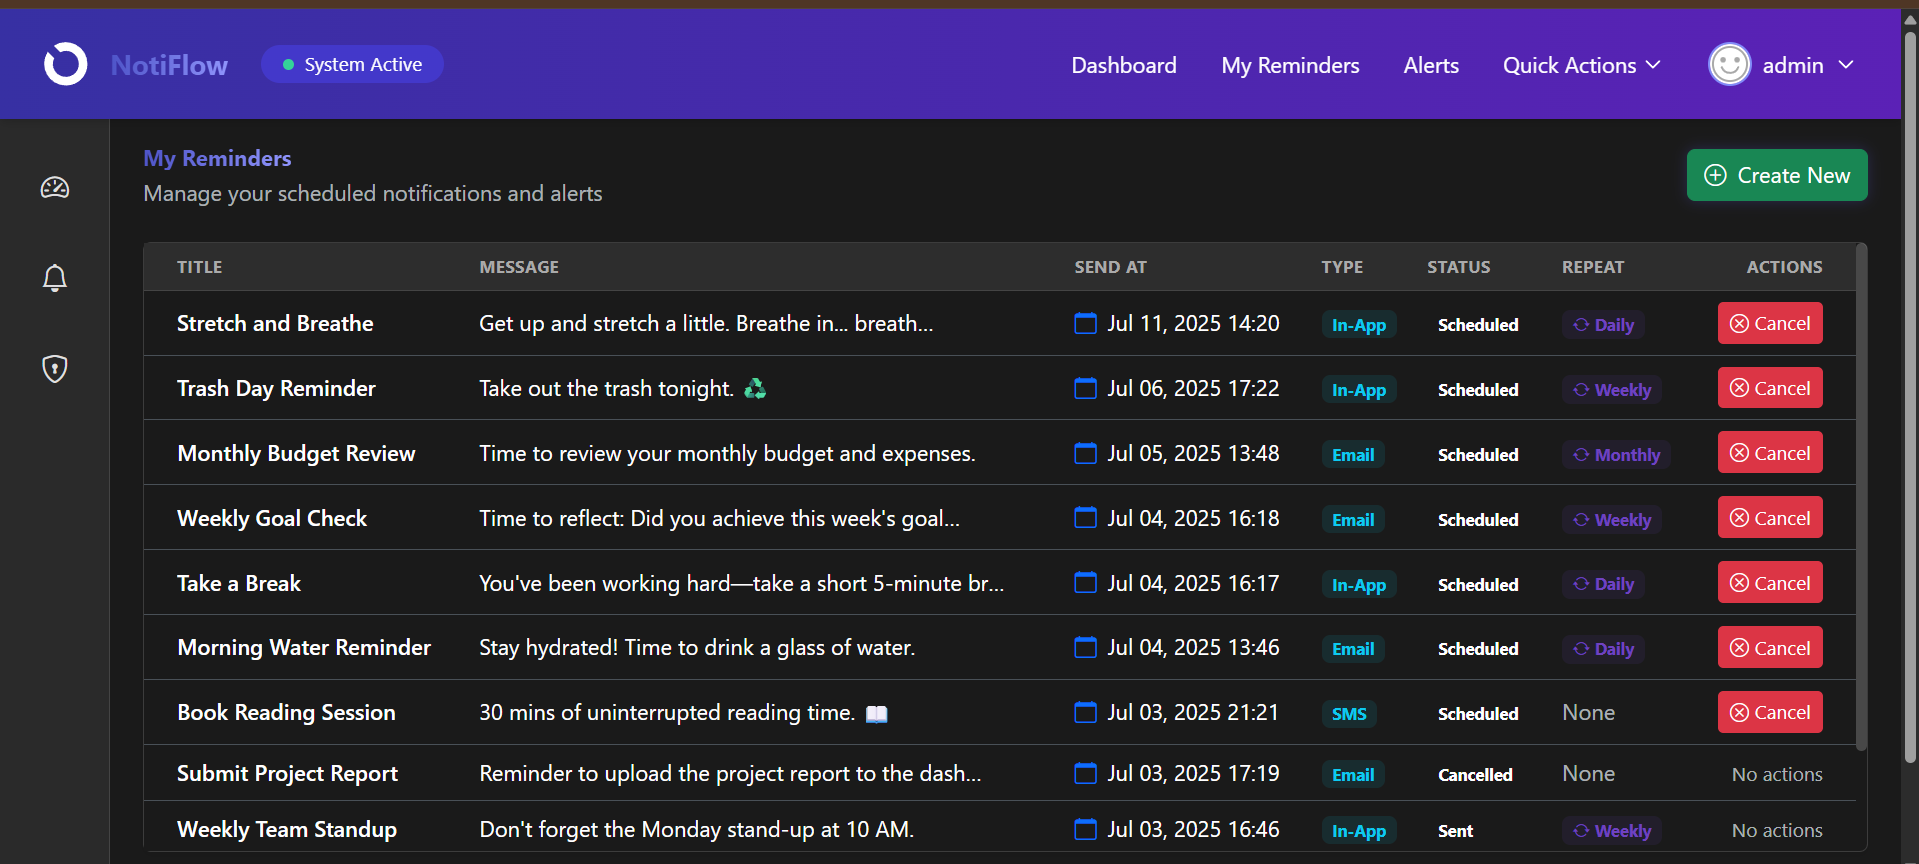 NotiFlow System Active Dashboard My Reminders Alerts Quick Actions admin
My Reminders
Manage your scheduled notifications and alerts
Create New
TITLE MESSAGE SEND AT TYPE STATUS REPEAT ACTIONS
Stretch and Breathe Get up and stretch a little. Breathe in... breath... Jul 11, 2025 14:20 In-App Scheduled Daily Cancel
Trash Day Reminder Take out the trash tonight. ♻ Jul 06, 2025 17:22 In-App Scheduled Weekly Cancel
Monthly Budget Review Time to review your monthly budget and expenses. Jul 05, 2025 13:48 Email Scheduled Monthly Cancel
Weekly Goal Check Time to reflect: Did you achieve this week's goal... Jul 04, 2025 16:18 Email Scheduled Weekly Cancel
Take a Break You've been working hard—take a short 5-minute br... Jul 04, 2025 16:17 In-App Scheduled Daily Cancel
Morning Water Reminder Stay hydrated! Time to drink a glass of water. Jul 04, 2025 13:46 Email Scheduled Daily Cancel
Book Reading Session 30 mins of uninterrupted reading time. 📖 Jul 03, 2025 21:21 SMS Scheduled None Cancel
Submit Project Report Reminder to upload the project report to the dash... Jul 03, 2025 17:19 Email Cancelled None No actions
Weekly Team Standup Don't forget the Monday stand-up at 10 AM. Jul 03, 2025 16:46 In-App Sent Weekly No actions